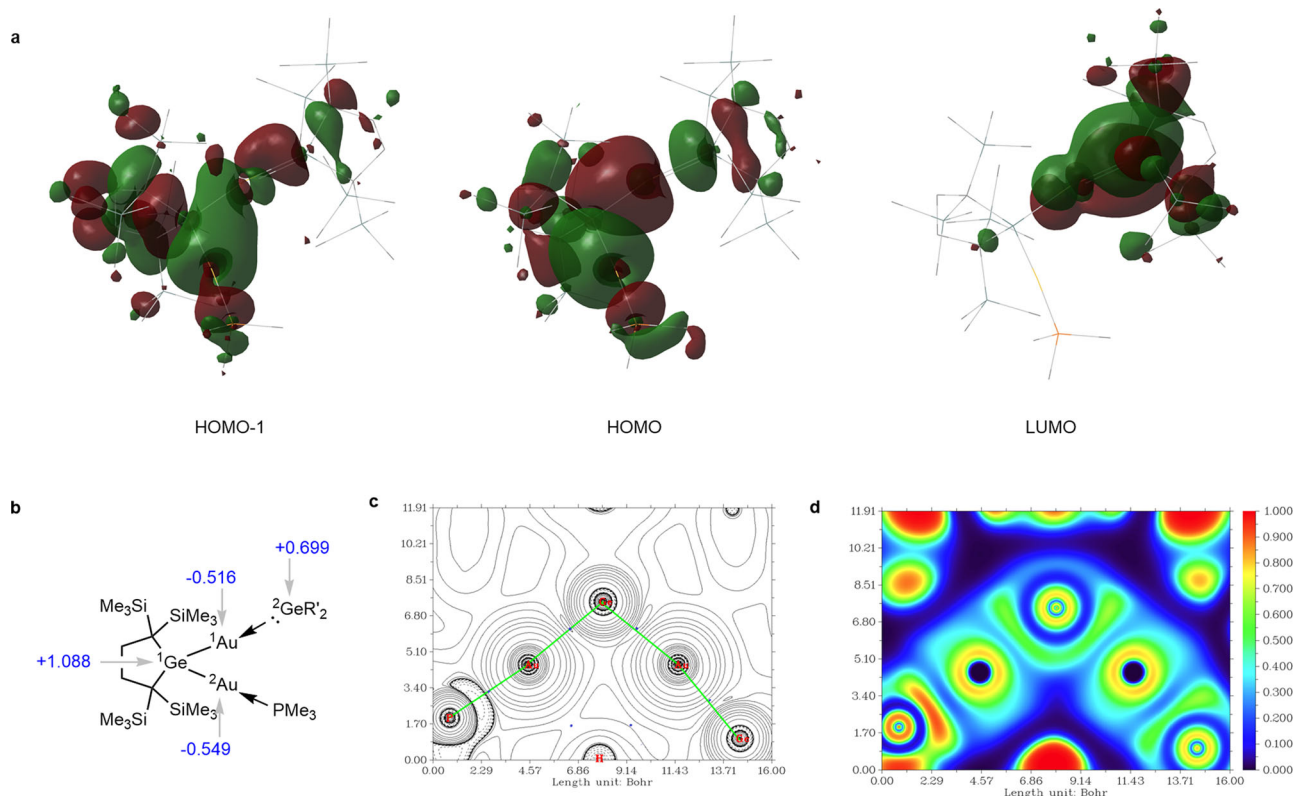 a
HOMO-1
HOMO
LUMO
b
+0.699
-0.516
²GeR'₂
Me₃Si
SiMe₃
¹Au
+1.088
¹Ge
²Au
SiMe₃
Me₃Si
PMe₃
-0.549
c
11.91
10.21
8.51
6.80
5.10
3.40
1.70
0.00
H
0.00 2.29 4.57 6.86 9.14 11.43 13.71 16.00
Length unit: Bohr
d
11.91
10.21
8.51
6.80
5.10
3.40
1.70
0.00
0.00 2.29 4.57 6.86 9.14 11.43 13.71 16.00
Length unit: Bohr
1.000
1.000
0.900
0.800
0.700
0.600
0.500
0.400
0.300
0.200
0.100
0.000
0.000